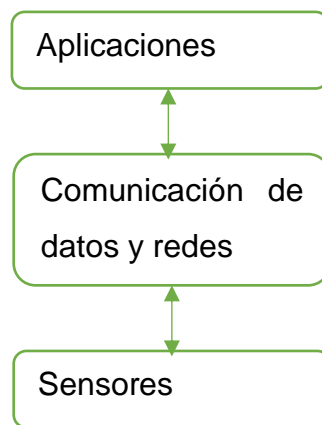 Aplicaciones
Comunicación de
datos y redes
Sensores